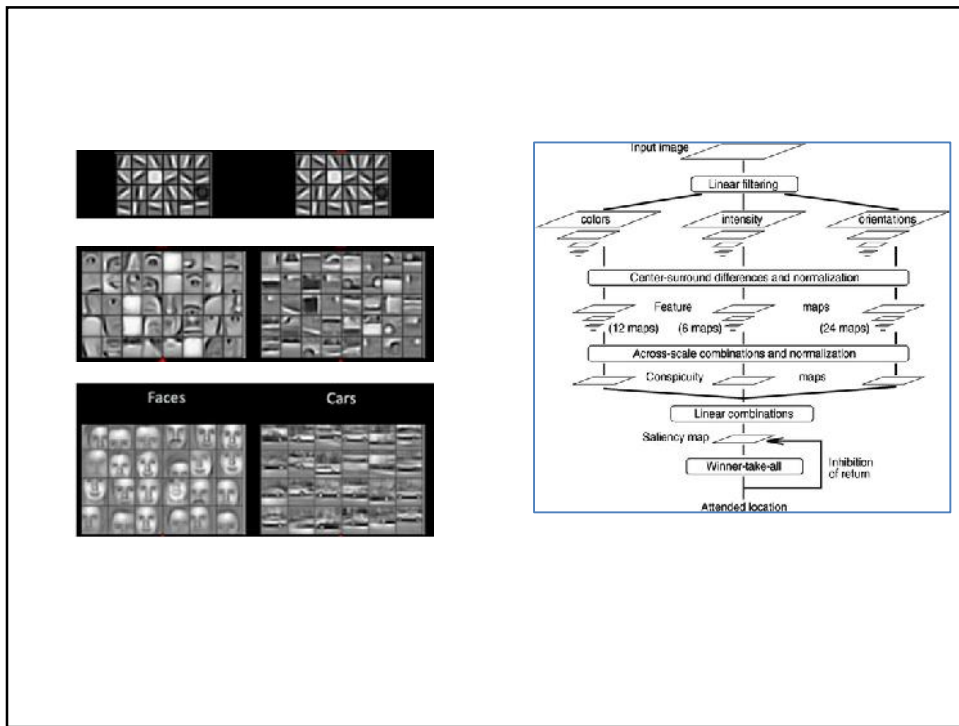 Faces Cars
Input image
Linear filtering
colors intensity orientations
Center-surround differences and normalization
Feature maps
(12 maps) (6 maps) (24 maps)
Across-scale combinations and normalization
Conspicuity maps
Linear combinations
Saliency map
Winner-take-all
Inhibition
of return
Attended location